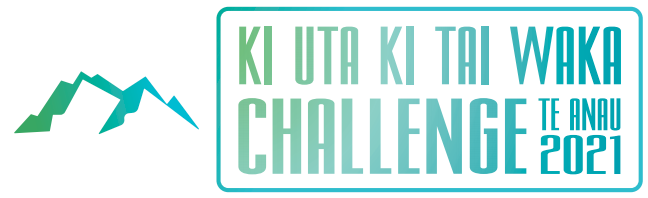 KI UTA KI TAI WAKA
CHALLENGE
TE ANAU
2021